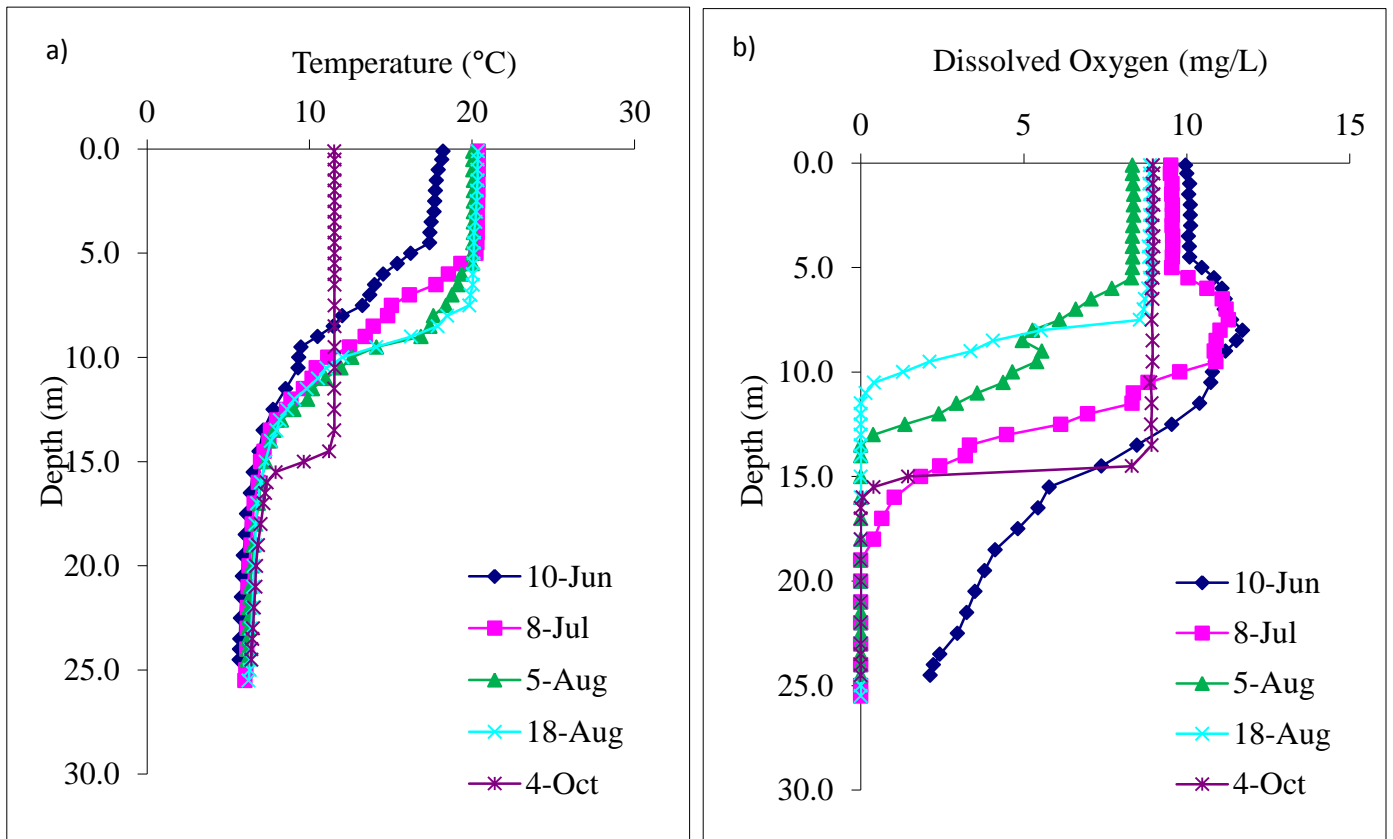 a)
Temperature (°C)
0 10 20 30
0.0
5.0
10.0
15.0
20.0
25.0
30.0
Depth (m)
10-Jun
8-Jul
5-Aug
18-Aug
4-Oct
b)
Dissolved Oxygen (mg/L)
0 5 10 15
0.0
5.0
10.0
15.0
20.0
25.0
30.0
Depth (m)
10-Jun
8-Jul
5-Aug
18-Aug
4-Oct